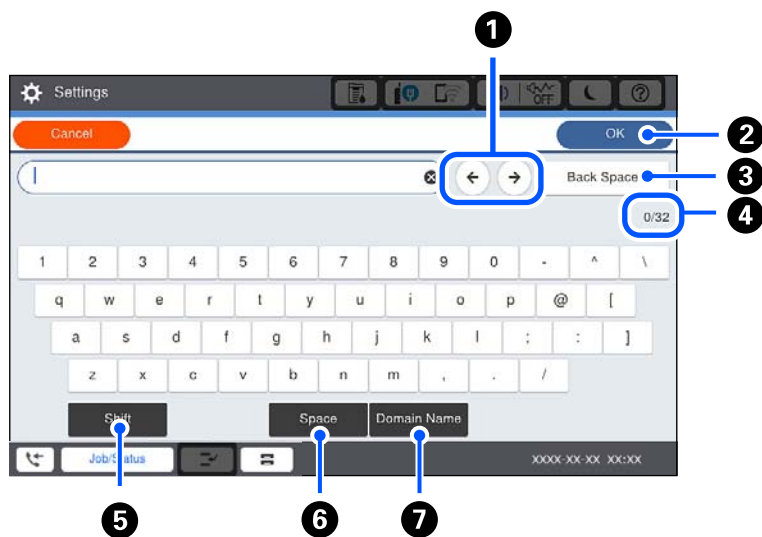 1
Settings
OFF
Cancel
OK
2
Back Space
3
0/32
4
1 2 3 4 5 6 7 8 9 0 - ^ \
q w e r t y u i o p @ [
a s d f g h j k l ; : ]
z x c v b n m , . /
Shift Space Domain Name
Job/Status XXXX-XX-XX XX:XX
5 6 7